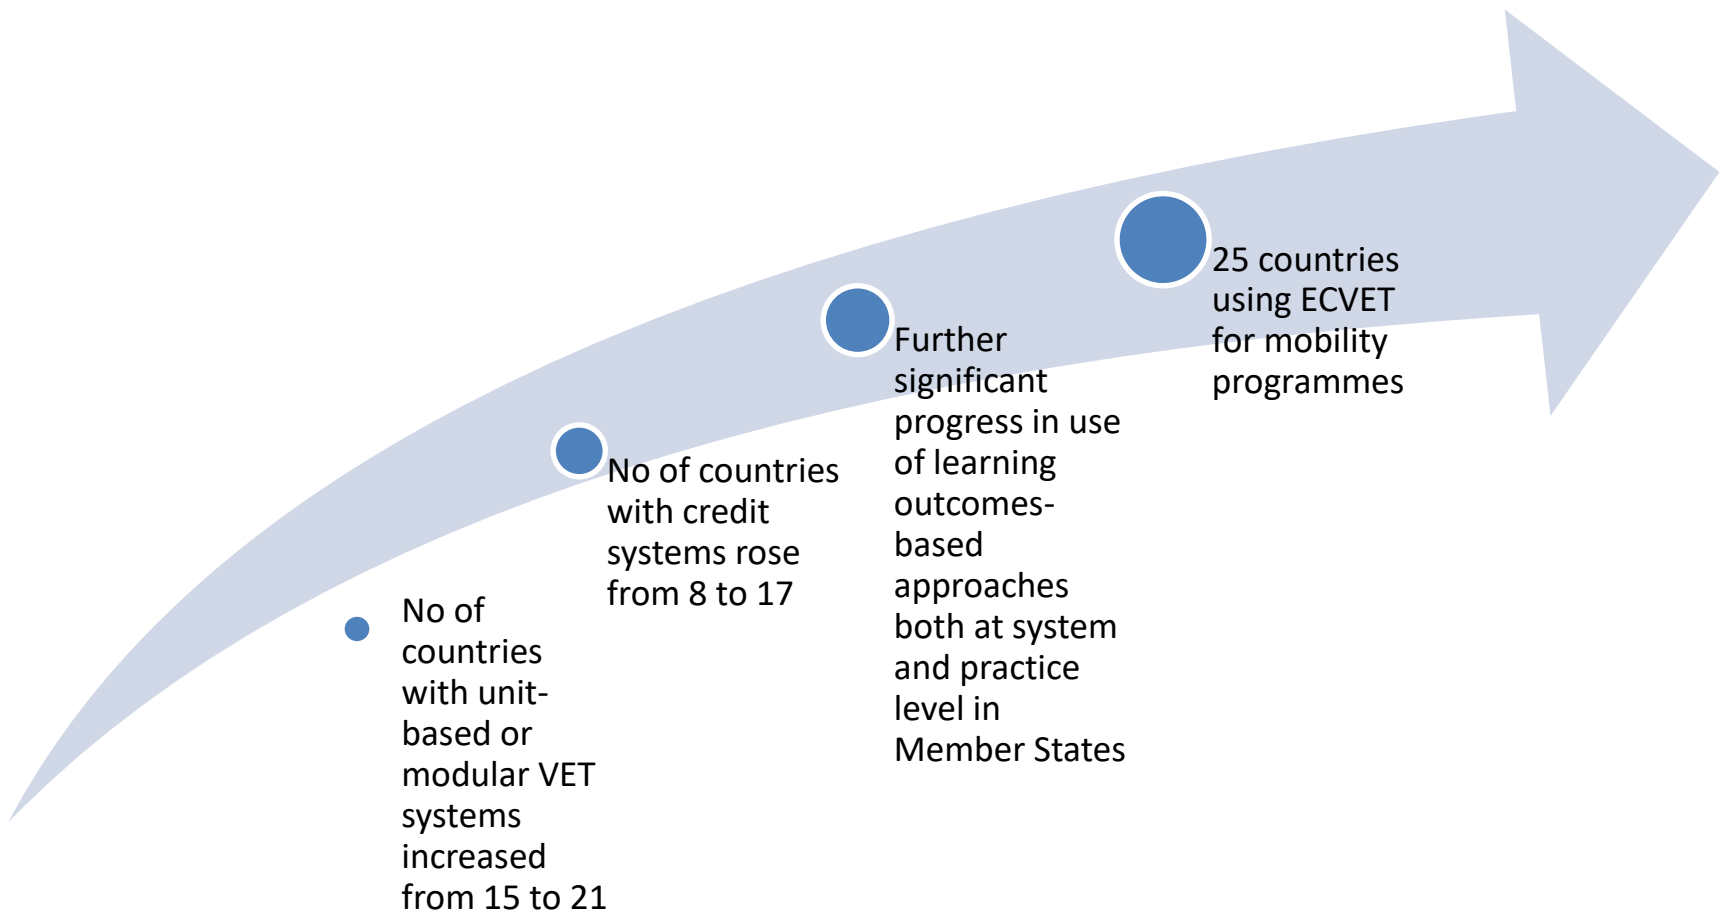 No of
countries
with unit-
based or
modular VET
systems
increased
from 15 to 21
No of countries
with credit
systems rose
from 8 to 17
Further
significant
progress in use
of learning
outcomes-
based
approaches
both at system
and practice
level in
Member States
25 countries
using ECVET
for mobility
programmes